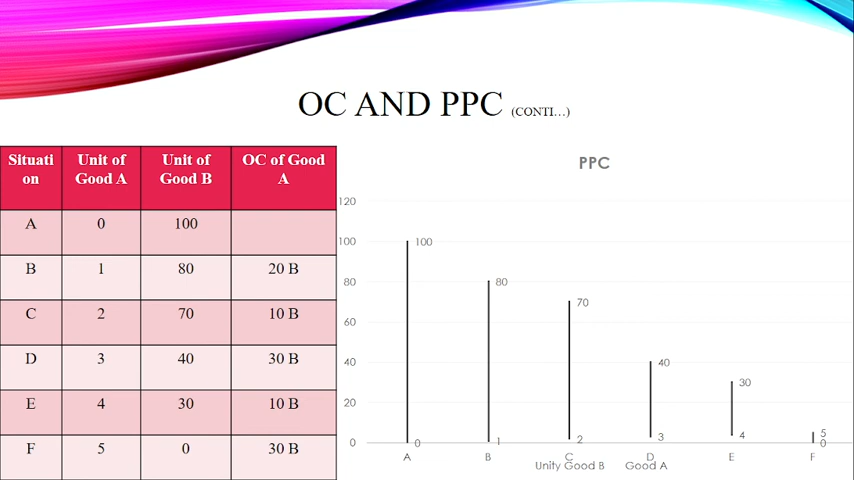 OC AND PPC (CONTI…)
Situati
on
Unit of
Good A
Unit of
Good B
OC of Good
A
A 0 100
B 1 80 20 B
C 2 70 10 B
D 3 40 30 B
E 4 30 10 B
F 5 0 30 B
PPC
120
100
80
60
40
20
0
100
80
70
40
30
5
0
1
2
3
4
0
A B C D E F
Unity Good B Good A